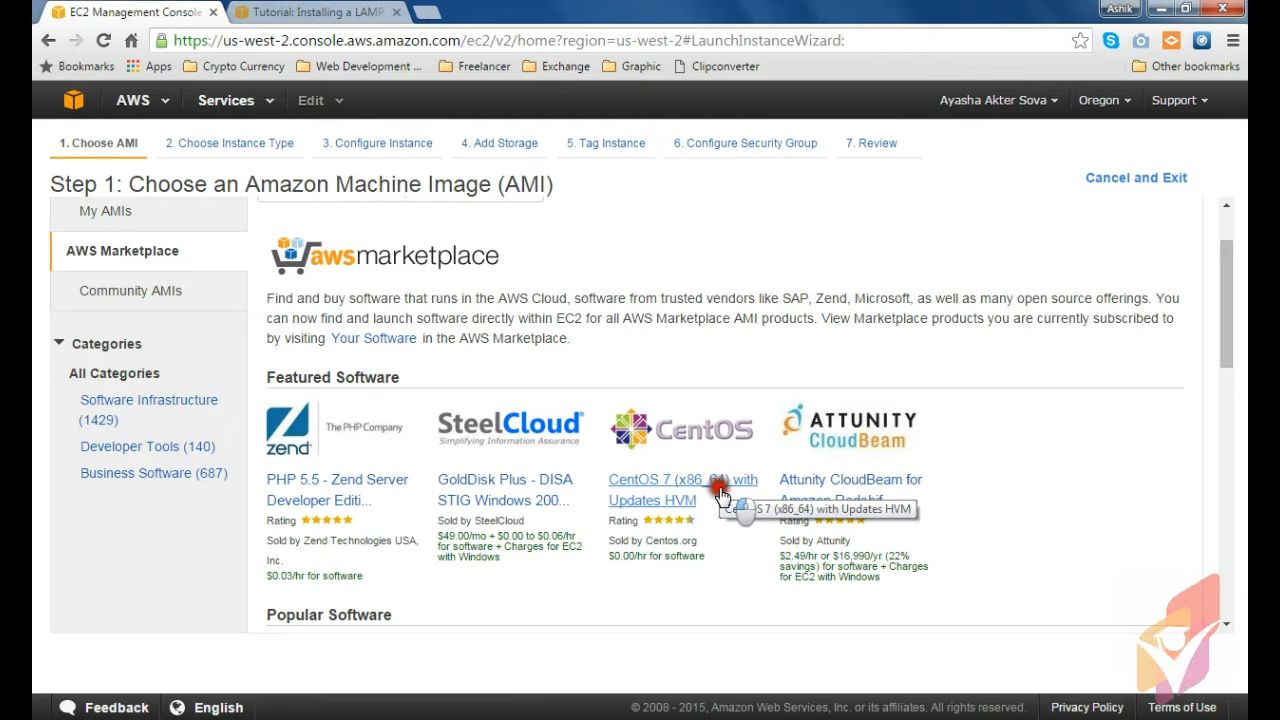 EC2 Management Console
Tutorial: Installing a LAMP
Ashik
https://us-west-2.console.aws.amazon.com/ec2/v2/home?region=us-west-2#LaunchInstanceWizard:
Bookmarks
Apps
Crypto Currency
Web Development ...
Freelancer
Exchange
Graphic
Clipconverter
Other bookmarks
AWS
Services
Edit
Ayasha Akter Sova
Oregon
Support
1. Choose AMI
2. Choose Instance Type
3. Configure Instance
4. Add Storage
5. Tag Instance
6. Configure Security Group
7. Review
Step 1: Choose an Amazon Machine Image (AMI)
Cancel and Exit
My AMIs
AWS Marketplace
Community AMIs
Categories
All Categories
Software Infrastructure
(1429)
Developer Tools (140)
Business Software (687)
awsmarketplace
Find and buy software that runs in the AWS Cloud, software from trusted vendors like SAP, Zend, Microsoft, as well as many open source offerings. You
can now find and launch software directly within EC2 for all AWS Marketplace AMI products. View Marketplace products you are currently subscribed to
by visiting Your Software in the AWS Marketplace.
Featured Software
zend The PHP Company
PHP 5.5 - Zend Server
Developer Editi...
Rating
Sold by Zend Technologies USA,
Inc.
$0.03/hr for software
SteelCloud
Simplifying Information Assurance
GoldDisk Plus - DISA
STIG Windows 200...
Sold by SteelCloud
$49.00/mo + $0.00 to $0.06/hr
for software + Charges for EC2
with Windows
CentOS
CentOS 7 (x86_64) with
Updates HVM
Rating
Sold by Centos.org
$0.00/hr for software
S 7 (x86_64) with Updates HVM
ATTUNITY
CLOUDBEAM
Attunity CloudBeam for
Rating
Sold by Attunity
$2.49/hr or $16,990/yr (22%
savings) for software + Charges
for EC2 with Windows
Popular Software
Feedback
English
© 2008 - 2015, Amazon Web Services, Inc. or its affiliates. All rights reserved.
Privacy Policy
Terms of Use